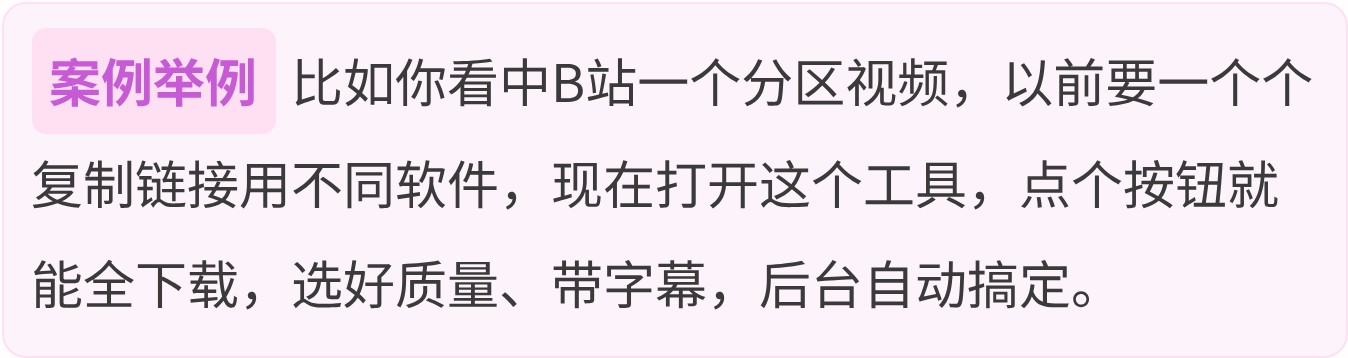 案例举例 比如你看中B站一个分区视频，以前要一个个
复制链接用不同软件，现在打开这个工具，点个按钮就
能全下载，选好质量、带字幕，后台自动搞定。